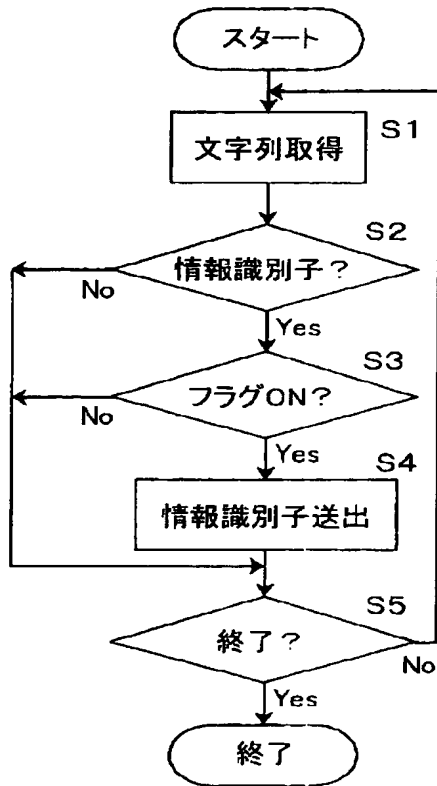 スタート
S1
文字列取得
S2
情報識別子？
No
Yes
S3
フラグON？
No
Yes
S4
情報識別子送出
S5
終了？
No
Yes
終了